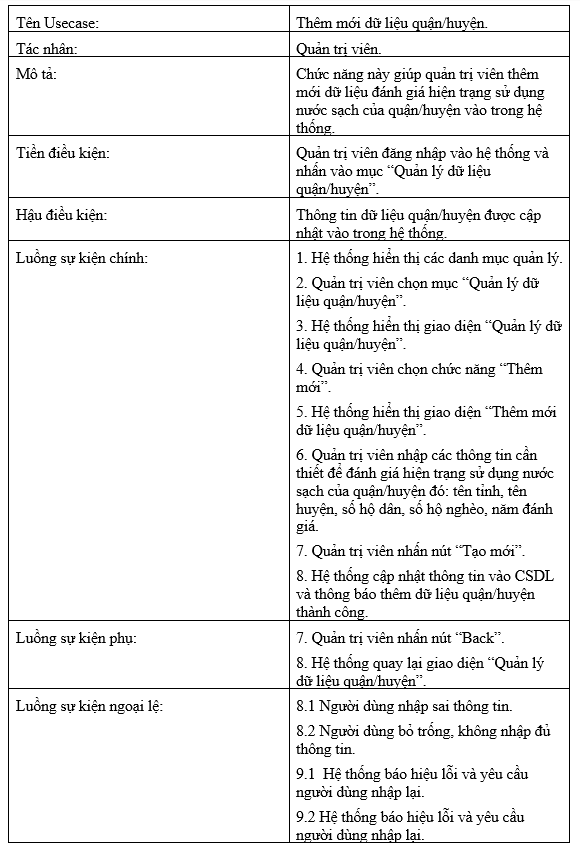 Tên Usecase:
Thêm mới dữ liệu quận/huyện.
Tác nhân:
Quản trị viên.
Mô tả:
Chức năng này giúp quản trị viên thêm
mới dữ liệu đánh giá hiện trạng sử dụng
nước sạch của quận/huyện vào trong hệ
thống.
Tiền điều kiện:
Quản trị viên đăng nhập vào hệ thống và
nhấn vào mục “Quản lý dữ liệu
quận/huyện”.
Hậu điều kiện:
Thông tin dữ liệu quận/huyện được cập
nhật vào trong hệ thống.
Luồng sự kiện chính:
1. Hệ thống hiển thị các danh mục quản lý.
2. Quản trị viên chọn mục “Quản lý dữ
liệu quận/huyện”.
3. Hệ thống hiển thị giao diện “Quản lý dữ
liệu quận/huyện”.
4. Quản trị viên chọn chức năng “Thêm
mới”.
5. Hệ thống hiển thị giao diện “Thêm mới
dữ liệu quận/huyện”.
6. Quản trị viên nhập các thông tin cần
thiết để đánh giá hiện trạng sử dụng nước
sạch của quận/huyện đó: tên tỉnh, tên
huyện, số hộ dân, số hộ nghèo, năm đánh
giá.
7. Quản trị viên nhấn nút “Tạo mới”.
8. Hệ thống cập nhật thông tin vào CSDL
và thông báo thêm dữ liệu quận/huyện
thành công.
Luồng sự kiện phụ:
7. Quản trị viên nhấn nút “Back”.
8. Hệ thống quay lại giao diện “Quản lý
dữ liệu quận/huyện”.
Luồng sự kiện ngoại lệ:
8.1 Người dùng nhập sai thông tin.
8.2 Người dùng bỏ trống, không nhập đủ
thông tin.
9.1 Hệ thống báo hiệu lỗi và yêu cầu
người dùng nhập lại.
9.2 Hệ thống báo hiệu lỗi và yêu cầu
người dùng nhập lại.